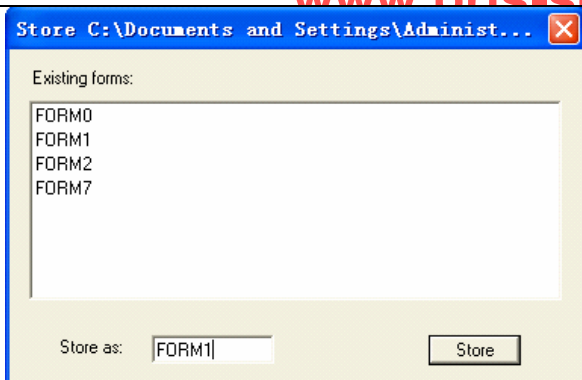 Store C:\Documents and Settings\Administ...
Existing forms:
FORM0
FORM1
FORM2
FORM7
Store as: FORM1 Store